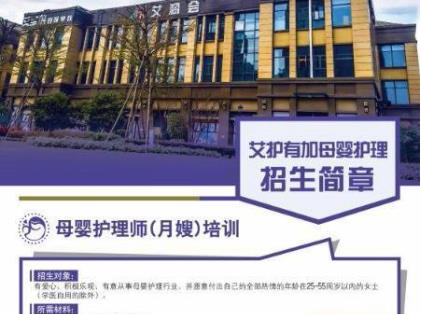 艾窝会
艾护有加母婴护理
招生简章
母婴护理师(月嫂)培训
招生对象:
有爱心、积极乐观、有意从事母婴护理行业，并愿意付出自己的全部热情的年龄在25-55周岁以内的女士
(学医自用的除外)。
所需材料: